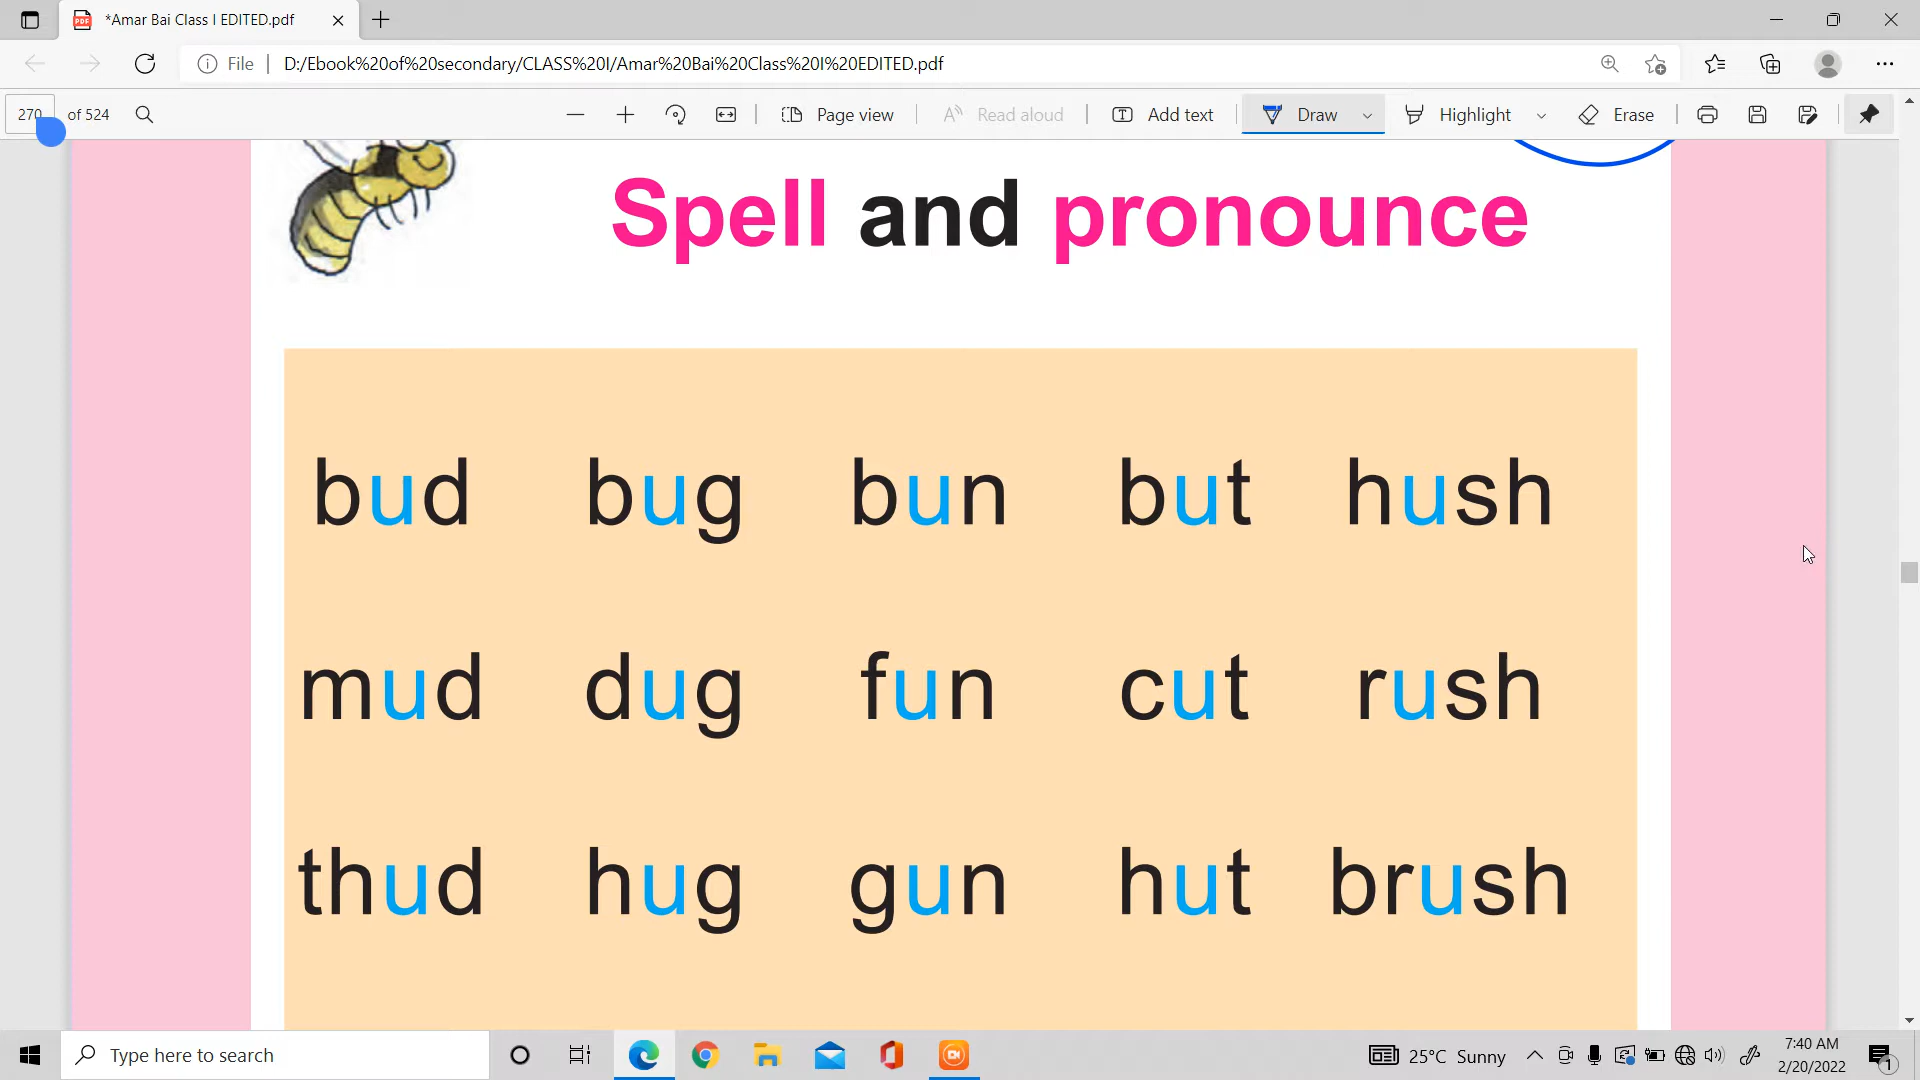 *Amar Bai Class I EDITED.pdf
File D:/Ebook%20of%20secondary/CLASS%20I/Amar%20Bai%20Class%20I%20EDITED.pdf
270 of 524 Page view Read aloud Add text Draw Highlight Erase
Spell and pronounce
bud bug bun but hush
mud dug fun cut rush
thud hug gun hut brush
Type here to search
25°C Sunny
7:40 AM
2/20/2022
1